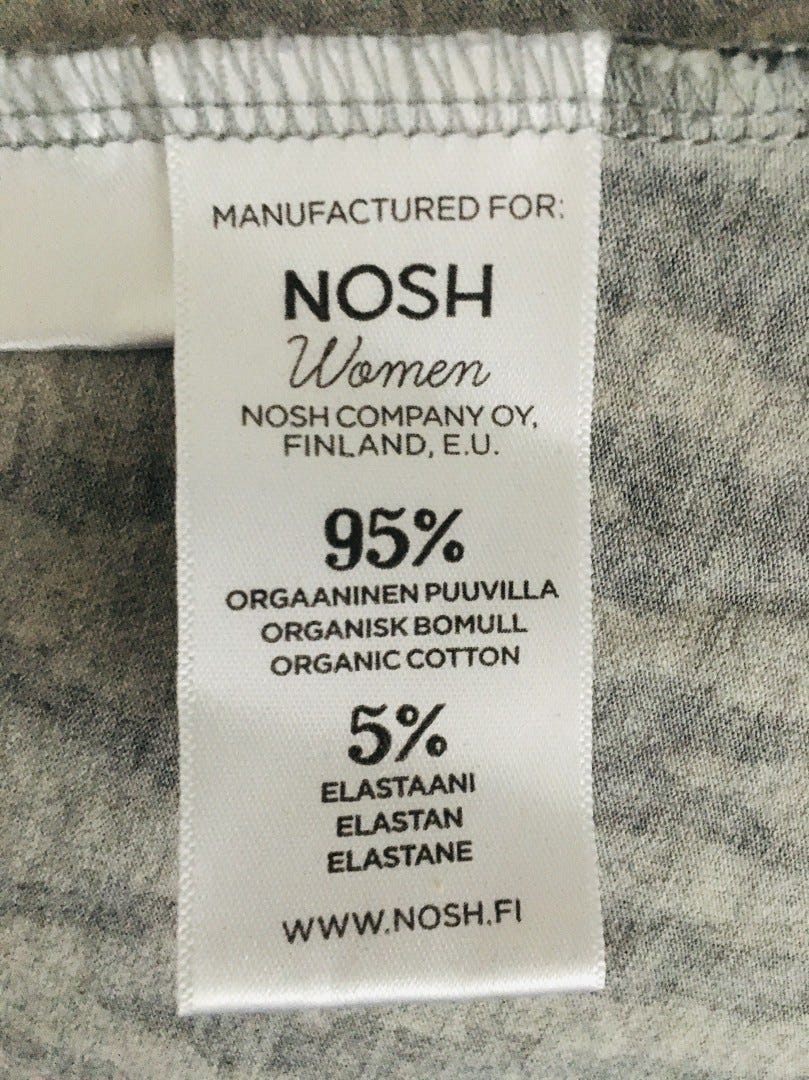 MANUFACTURED FOR:
NOSH
Women
NOSH COMPANY OY,
FINLAND, E.U.
95%
ORGAANINEN PUUVILLA
ORGANISK BOMULL
ORGANIC COTTON
5%
ELASTAANI
ELASTAN
ELASTANE
WWW.NOSH.FI